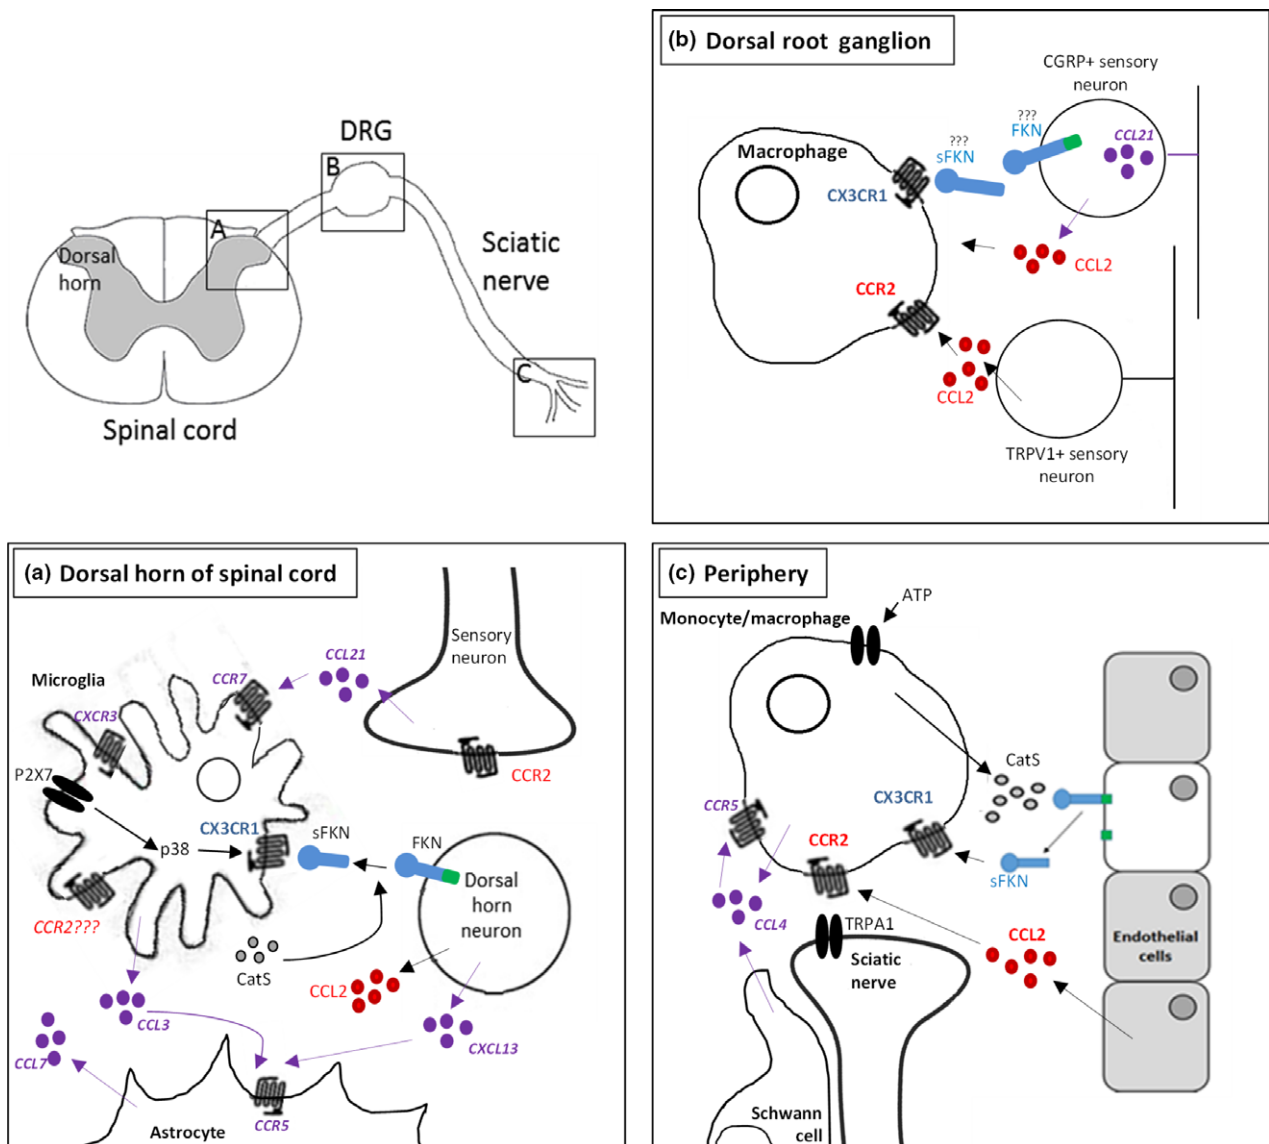 DRG
B
A
Dorsal
horn
Sciatic
nerve
C
Spinal cord
(b) Dorsal root ganglion
CGRP+ sensory
neuron
???
FKN
CCL21
???
sFKN
Macrophage
CX3CR1
CCL2
CCR2
CCL2
TRPV1+ sensory
neuron
(a) Dorsal horn of spinal cord
Sensory
neuron
CCL21
CCR7
Microglia
CXCR3
P2X7
CCR2
CX3CR1
sFKN
FKN
p38
Dorsal
horn
neuron
CCR2???
CatS
CCL2
CCL3
CXCL13
CCL7
CCR5
Astrocyte
(c) Periphery
ATP
Monocyte/macrophage
CatS
CX3CR1
CCR5
CCR2
sFKN
CCL4
TRPA1
CCL2
Sciatic
nerve
Endothelial
cells
Schwann
cell